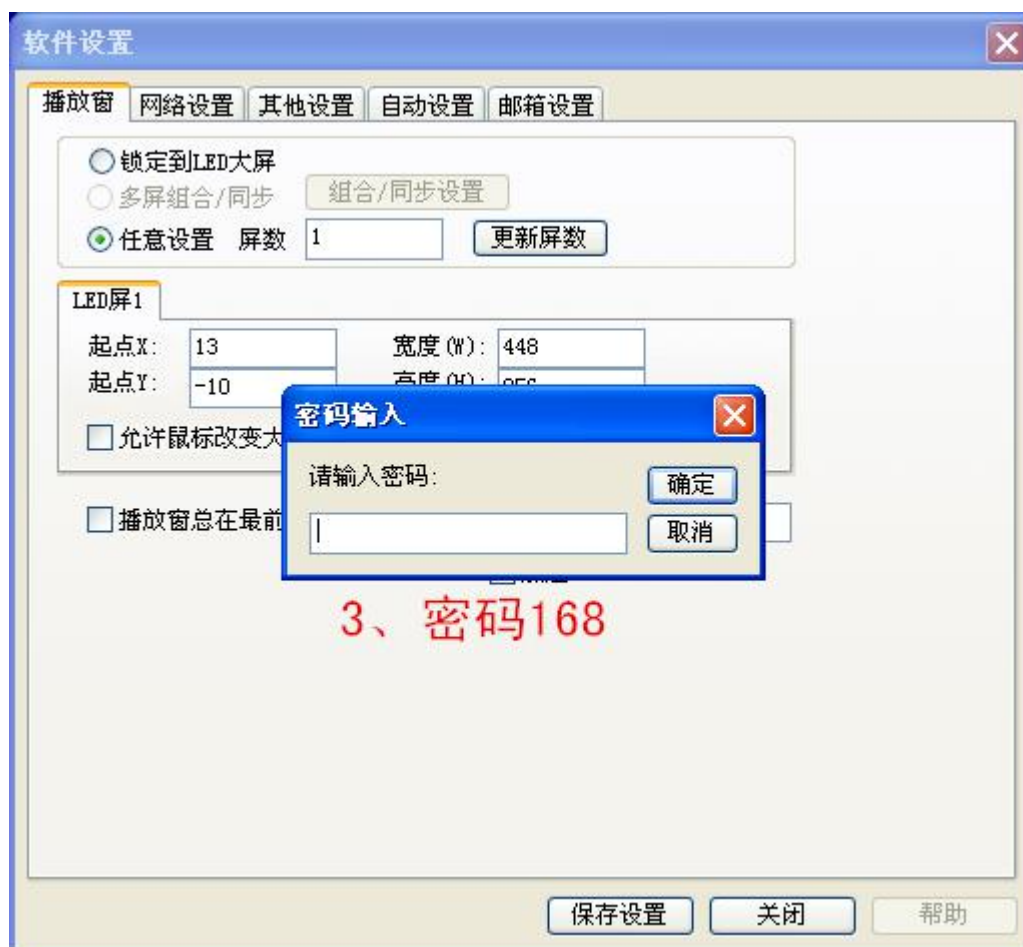 软件设置
播放窗 网络设置 其他设置 自动设置 邮箱设置
锁定到LED大屏
多屏组合/同步 组合/同步设置
任意设置 屏数 1 更新屏数
LED屏1
起点X: 13 宽度(W): 448
起点Y: -10 高度(H):
密码输入
允许鼠标改变大
请输入密码:
确定
播放窗总在最前
取消
3、密码168
保存设置 关闭 帮助